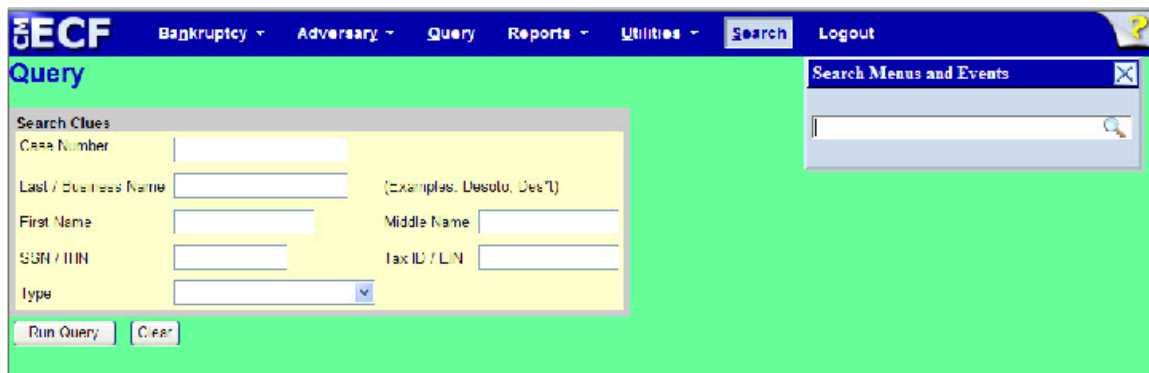 CM ECF Bankruptcy Adversary Query Reports Utilities Search Logout ?
Query
Search Menus and Events
Search Clues
Case Number
Last / Business Name (Examples: Desoto, Des*t)
First Name Middle Name
SSN / ITIN Tax ID / EIN
Type
Run Query Clear